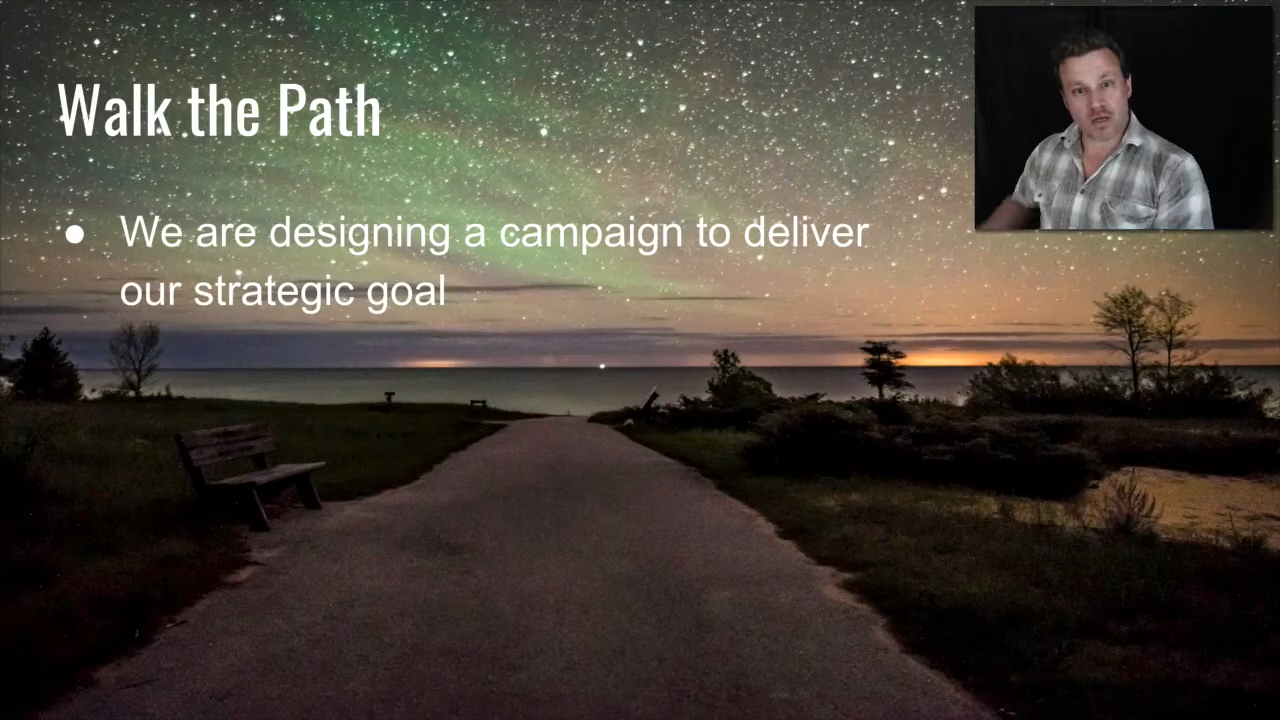 Walk the Path
● We are designing a campaign to deliver
our strategic goal